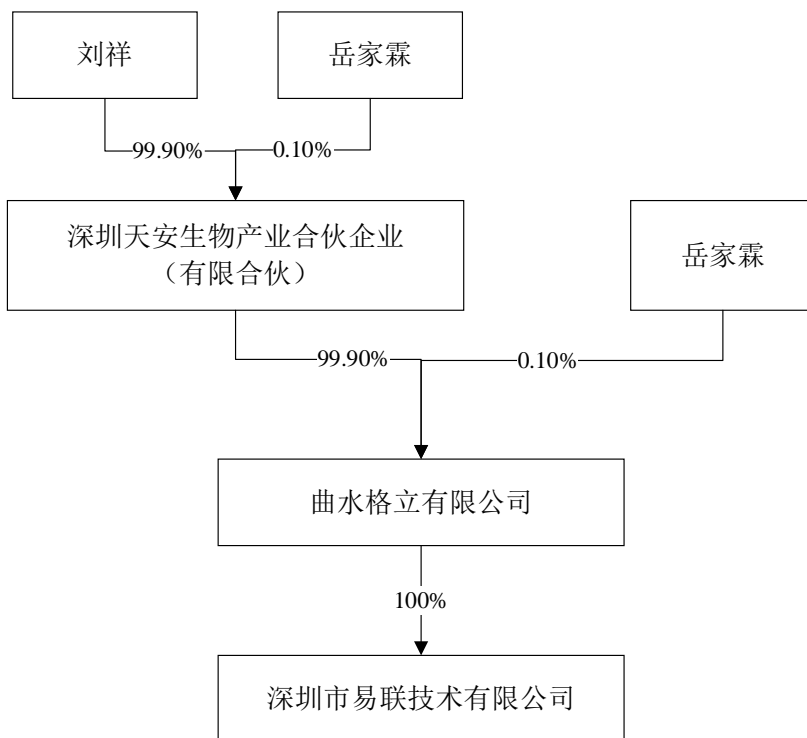 刘祥
岳家霖
99.90%
0.10%
深圳天安生物产业合伙企业
（有限合伙）
岳家霖
99.90%
0.10%
曲水格立有限公司
100%
深圳市易联技术有限公司